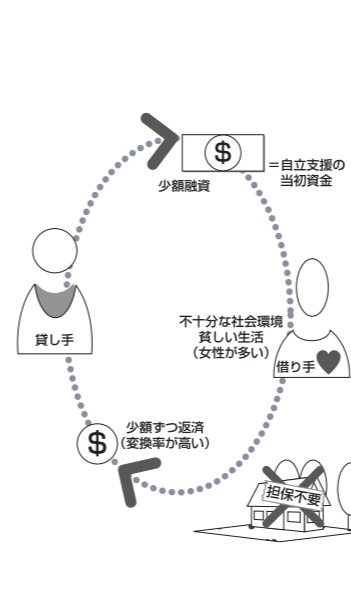 $
＝自立支援の
当初資金
少額融資
貸し手
不十分な社会環境
貧しい生活
（女性が多い）
借り手
少額ずつ返済
（変換率が高い）
$
担保不要